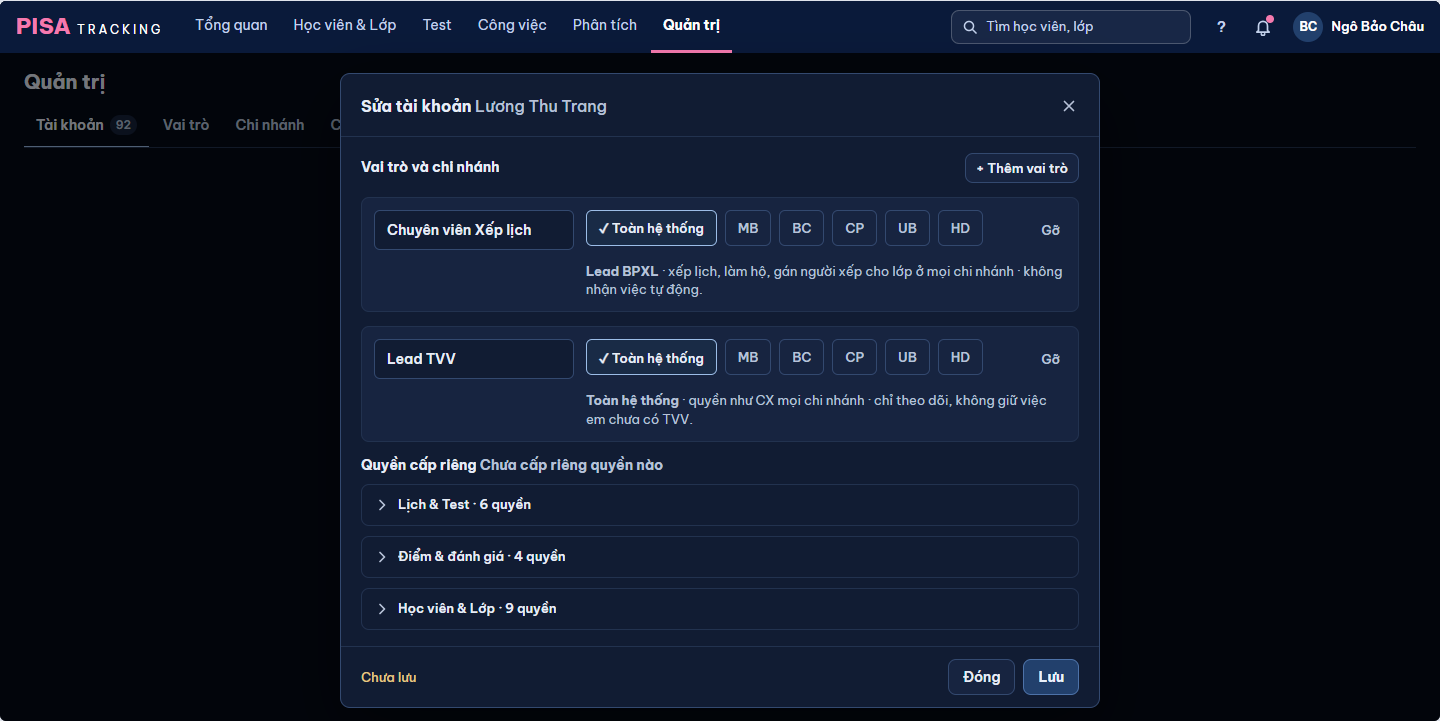 PISA TRACKING Tổng quan Học viên & Lớp Test Công việc Phân tích Quản trị Tìm học viên, lớp ? BC Ngô Bảo Châu
Quản trị
Tài khoản 92 Vai trò Chi nhánh
Sửa tài khoản Lương Thu Trang ×
Vai trò và chi nhánh + Thêm vai trò
Chuyên viên Xếp lịch ✓ Toàn hệ thống MB BC CP UB HD Gỡ
Lead BPXL · xếp lịch, làm hộ, gán người xếp cho lớp ở mọi chi nhánh · không
nhận việc tự động.
Lead TVV ✓ Toàn hệ thống MB BC CP UB HD Gỡ
Toàn hệ thống · quyền như CX mọi chi nhánh · chỉ theo dõi, không giữ việc
em chưa có TVV.
Quyền cấp riêng Chưa cấp riêng quyền nào
Lịch & Test · 6 quyền
Điểm & đánh giá · 4 quyền
Học viên & Lớp · 9 quyền
Chưa lưu Đóng Lưu